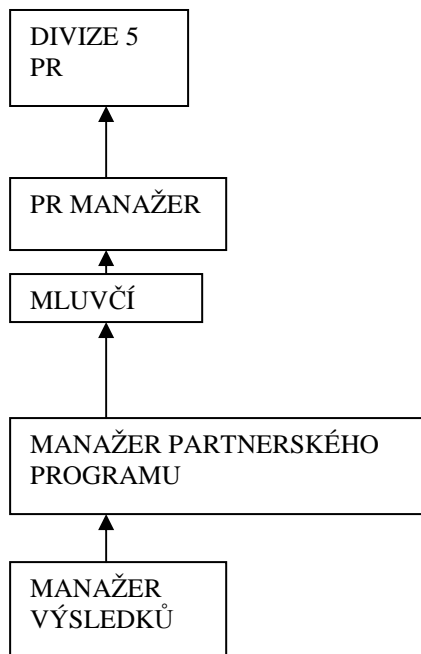 DIVIZE 5
PR
PR MANAŽER
MLUVČÍ
MANAŽER PARTNERSKÉHO
PROGRAMU
MANAŽER
VÝSLEDKŮ